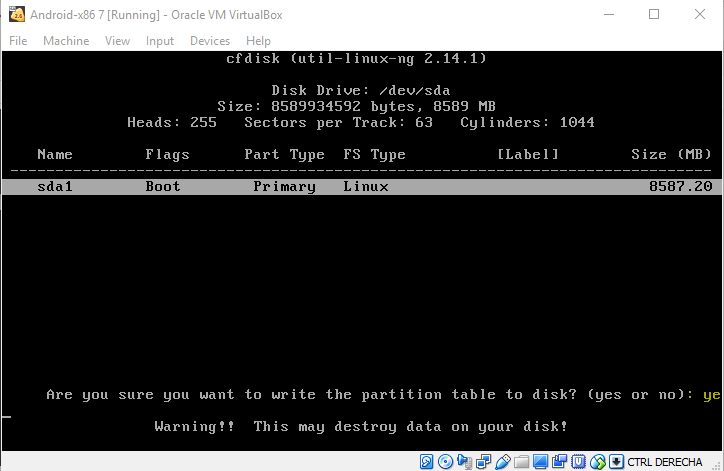 Android-x86 7 [Running] - Oracle VM VirtualBox
File Machine View Input Devices Help
cfdisk (util-linux-ng 2.14.1)
Disk Drive: /dev/sda
Size: 8589934592 bytes, 8589 MB
Heads: 255 Sectors per Track: 63 Cylinders: 1044
Name Flags Part Type FS Type [Label] Size (MB)
sda1 Boot Primary Linux 8587.20
Are you sure you want to write the partition table to disk? (yes or no): ye
Warning!! This may destroy data on your disk!
CTRL DERECHA